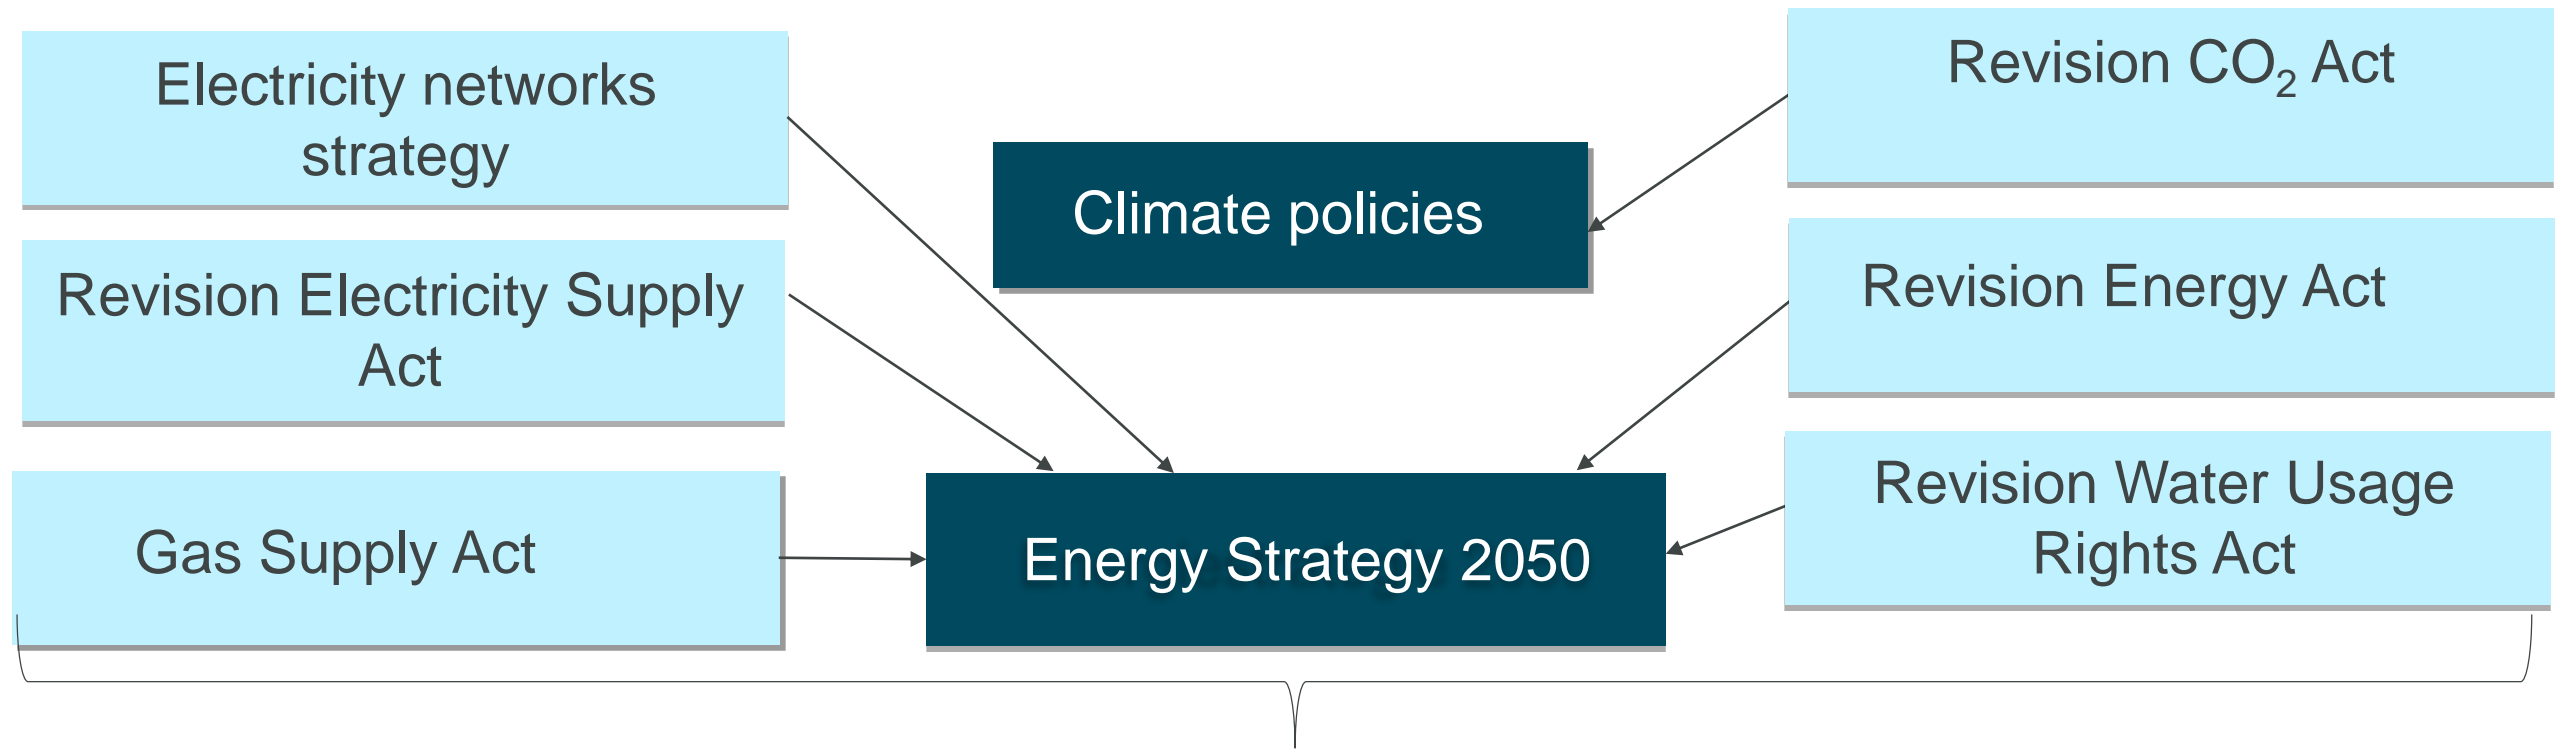 Electricity networks
strategy
Revision Electricity Supply
Act
Gas Supply Act
Climate policies
Energy Strategy 2050
Revision CO₂ Act
Revision Energy Act
Revision Water Usage
Rights Act